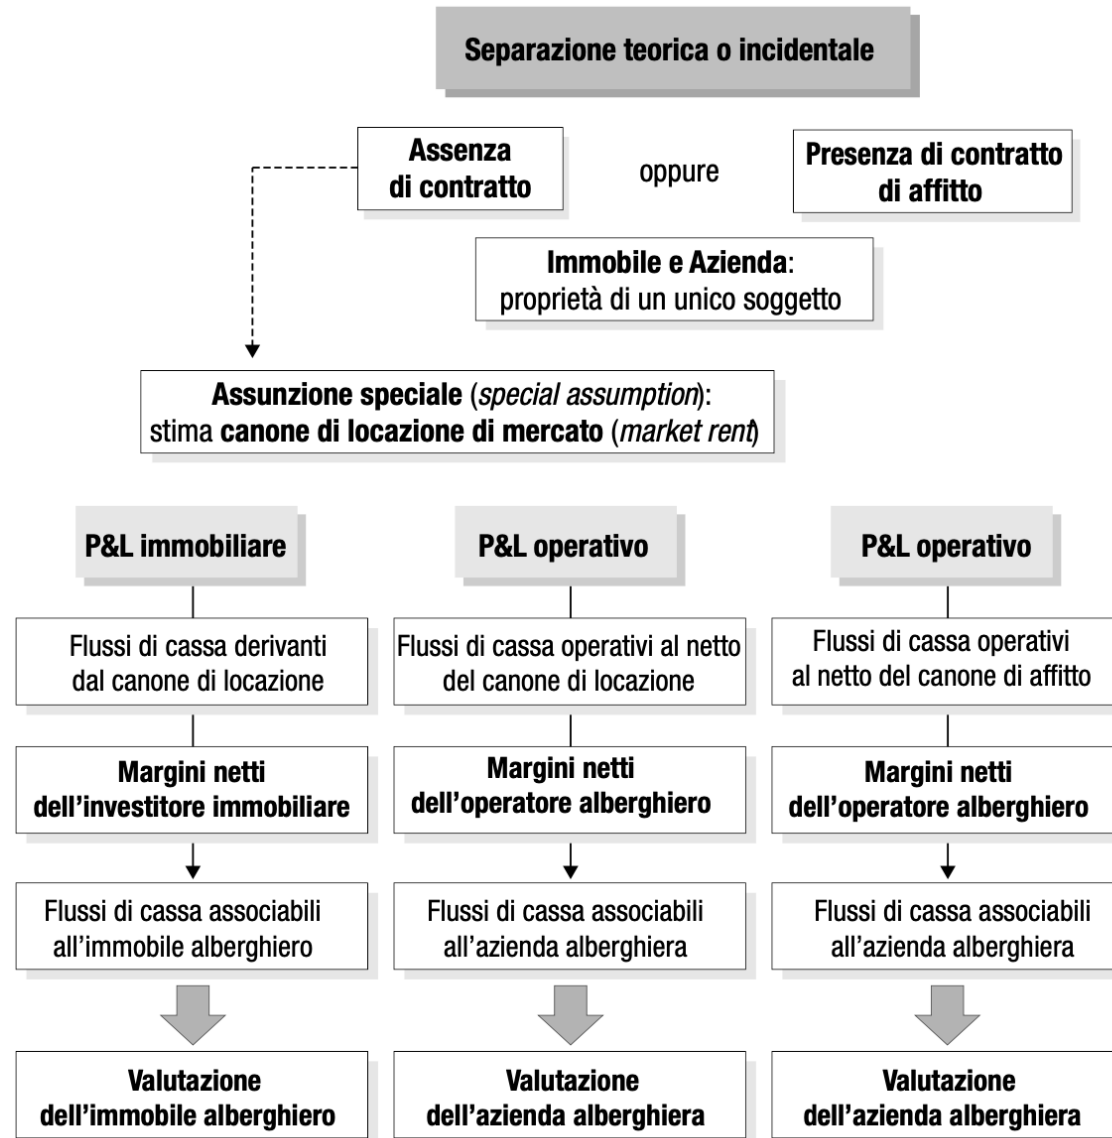 Separazione teorica o incidentale
Assenza
di contratto
oppure
Presenza di contratto
di affitto
Immobile e Azienda:
proprietà di un unico soggetto
Assunzione speciale (special assumption):
stima canone di locazione di mercato (market rent)
P&L immobiliare
P&L operativo
P&L operativo
Flussi di cassa derivanti
dal canone di locazione
Flussi di cassa operativi al netto
del canone di locazione
Flussi di cassa operativi
al netto del canone di affitto
Margini netti
dell'investitore immobiliare
Margini netti
dell'operatore alberghiero
Margini netti
dell'operatore alberghiero
Flussi di cassa associabili
all'immobile alberghiero
Flussi di cassa associabili
all'azienda alberghiera
Flussi di cassa associabili
all'azienda alberghiera
Valutazione
dell'immobile alberghiero
Valutazione
dell'azienda alberghiera
Valutazione
dell'azienda alberghiera